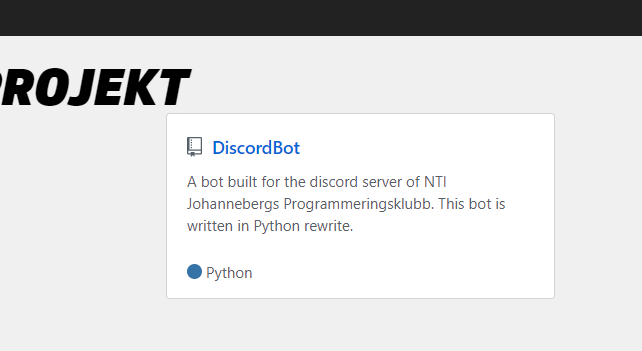 PROJEKT
DiscordBot
A bot built for the discord server of NTI
Johannebergs Programmeringsklubb. This bot is
written in Python rewrite.
Python